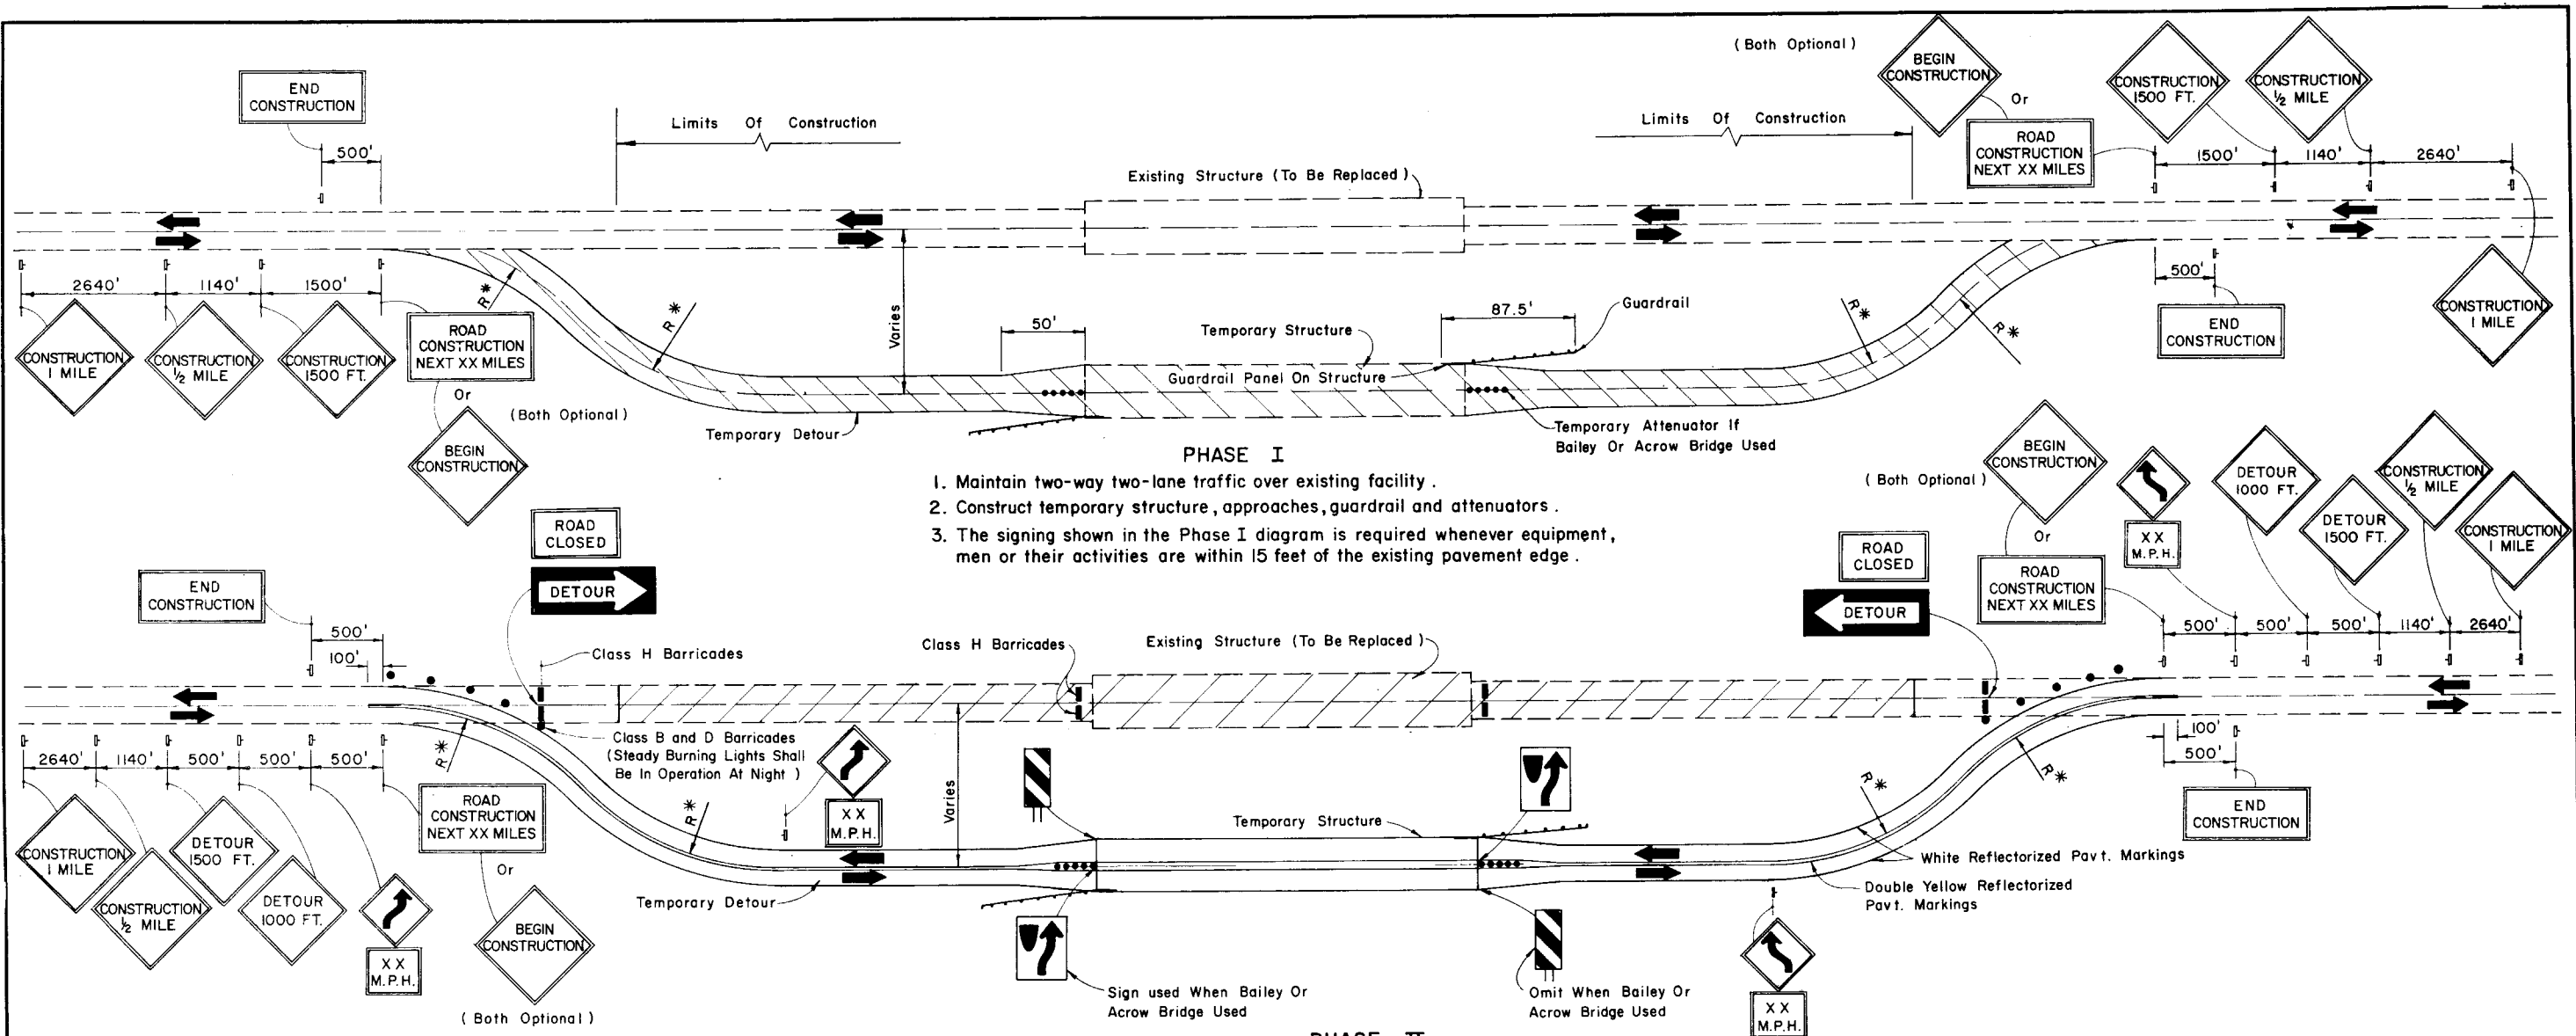 ( Both Optional )
BEGIN
CONSTRUCTION
Or
ROAD
CONSTRUCTION
NEXT XX MILES
CONSTRUCTION
1500 FT.
CONSTRUCTION
1/2 MILE
END
CONSTRUCTION
500'
Limits Of Construction
Limits Of Construction
1500'
1140'
2640'
Existing Structure ( To Be Replaced )
2640'
1140'
1500'
R*
R*
Varies
50'
Temporary Structure
87.5'
Guardrail
R*
R*
500'
END
CONSTRUCTION
CONSTRUCTION
1 MILE
CONSTRUCTION
1 MILE
CONSTRUCTION
1/2 MILE
CONSTRUCTION
1500 FT.
ROAD
CONSTRUCTION
NEXT XX MILES
Or
(Both Optional)
BEGIN
CONSTRUCTION
Guardrail Panel On Structure
Temporary Detour
Temporary Attenuator If
Bailey Or Acrow Bridge Used
PHASE I
1. Maintain two-way two-lane traffic over existing facility .
2. Construct temporary structure , approaches, guardrail and attenuators .
3. The signing shown in the Phase I diagram is required whenever equipment,
men or their activities are within 15 feet of the existing pavement edge .
BEGIN
CONSTRUCTION
( Both Optional )
Or
ROAD
CONSTRUCTION
NEXT XX MILES
XX
M.P.H.
DETOUR
1000 FT.
DETOUR
1500 FT.
CONSTRUCTION
1/2 MILE
CONSTRUCTION
1 MILE
ROAD
CLOSED
DETOUR
ROAD
CLOSED
DETOUR
END
CONSTRUCTION
500'
100'
Class H Barricades
Class H Barricades
Existing Structure (To Be Replaced )
500'
500'
500'
1140'
2640'
2640'
1140'
500'
500'
500'
R*
Class B and D Barricades
(Steady Burning Lights Shall
Be In Operation At Night )
R*
XX
M.P.H.
Varies
Temporary Structure
R*
R*
100'
500'
END
CONSTRUCTION
CONSTRUCTION
1 MILE
CONSTRUCTION
1/2 MILE
DETOUR
1500 FT.
DETOUR
1000 FT.
XX
M.P.H.
ROAD
CONSTRUCTION
NEXT XX MILES
Or
BEGIN
CONSTRUCTION
( Both Optional )
Temporary Detour
White Reflectorized Pavt. Markings
Double Yellow Reflectorized
Pavt. Markings
Sign used When Bailey Or
Acrow Bridge Used
Omit When Bailey Or
Acrow Bridge Used
XX
M.P.H.
PHASE II